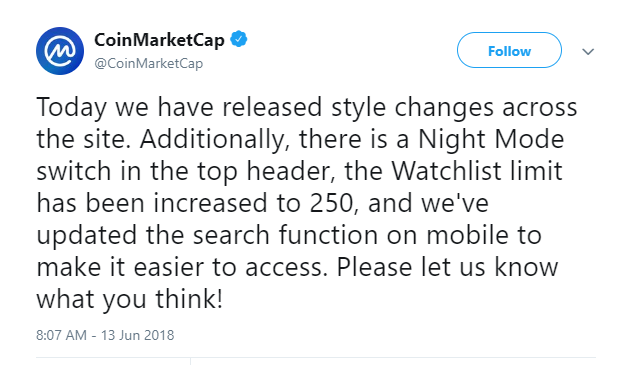 CoinMarketCap
@CoinMarketCap
Follow
Today we have released style changes across
the site. Additionally, there is a Night Mode
switch in the top header, the Watchlist limit
has been increased to 250, and we've
updated the search function on mobile to
make it easier to access. Please let us know
what you think!
8:07 AM - 13 Jun 2018